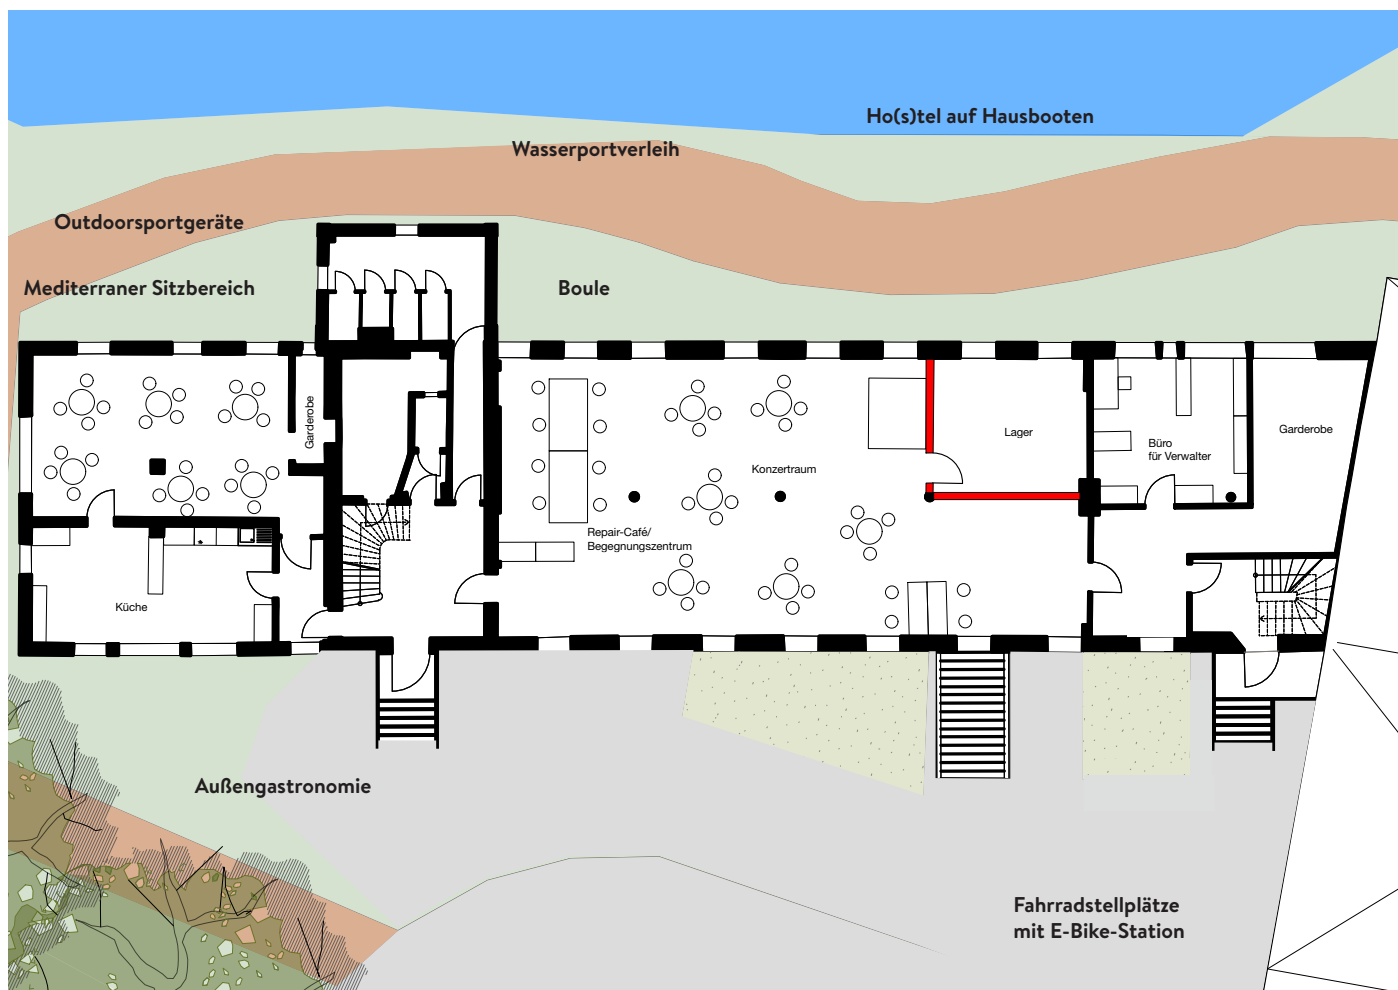 Ho(s)tel auf Hausbooten
Wasserportverleih
Outdoorsportgeräte
Mediterraner Sitzbereich
Boule
Garderobe
Lager
Büro
für Verwalter
Garderobe
Konzertraum
Repair-Café/
Begegnungszentrum
Küche
Außengastronomie
Fahrradstellplätze
mit E-Bike-Station